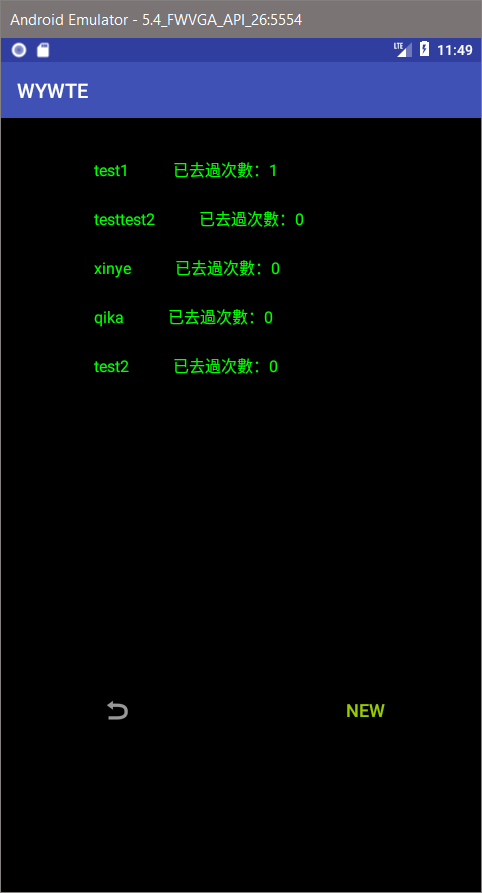 Android Emulator - 5.4_FWVGA_API_26:5554
LTE 11:49
WYWTE
test1 已去過次數：1
testtest2 已去過次數：0
xinye 已去過次數：0
qika 已去過次數：0
test2 已去過次數：0
NEW